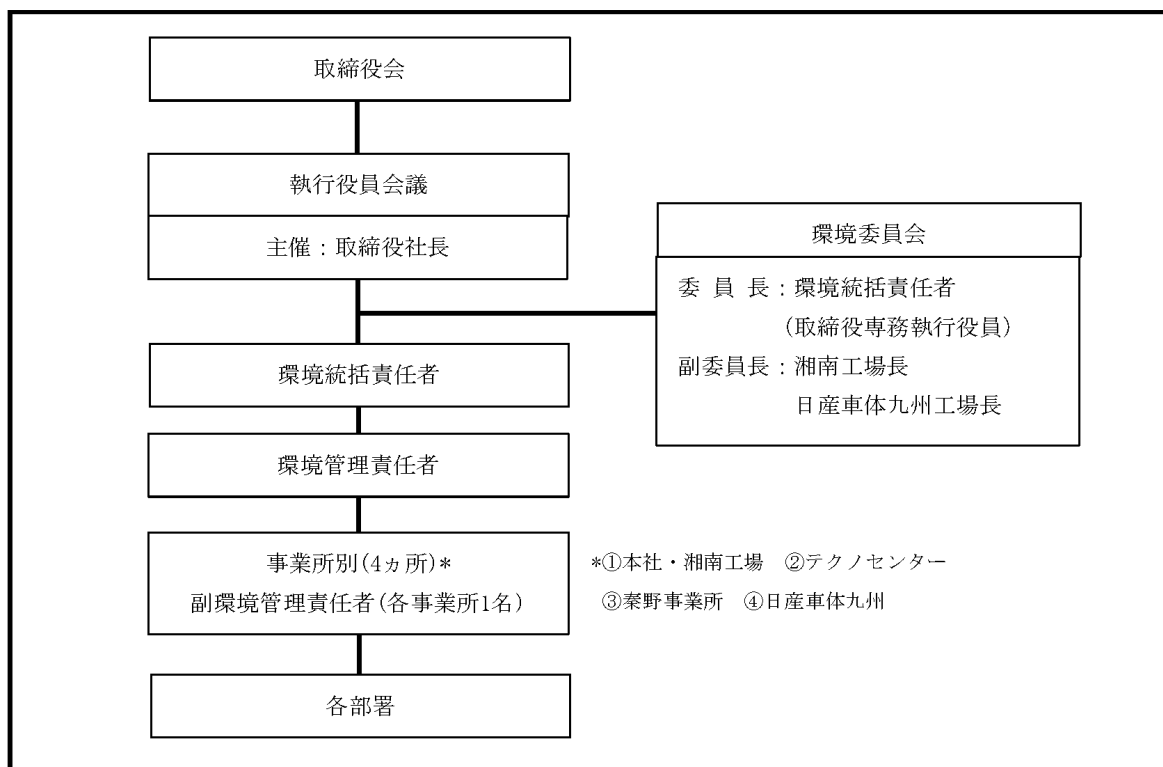 取締役会
執行役員会議
主催：取締役社長
環境委員会
委 員 長：環境統括責任者
(取締役専務執行役員)
副委員長：湘南工場長
日産車体九州工場長
環境統括責任者
環境管理責任者
事業所別(4ヵ所)*
副環境管理責任者(各事業所1名)
*①本社・湘南工場　②テクノセンター
③秦野事業所　④日産車体九州
各部署